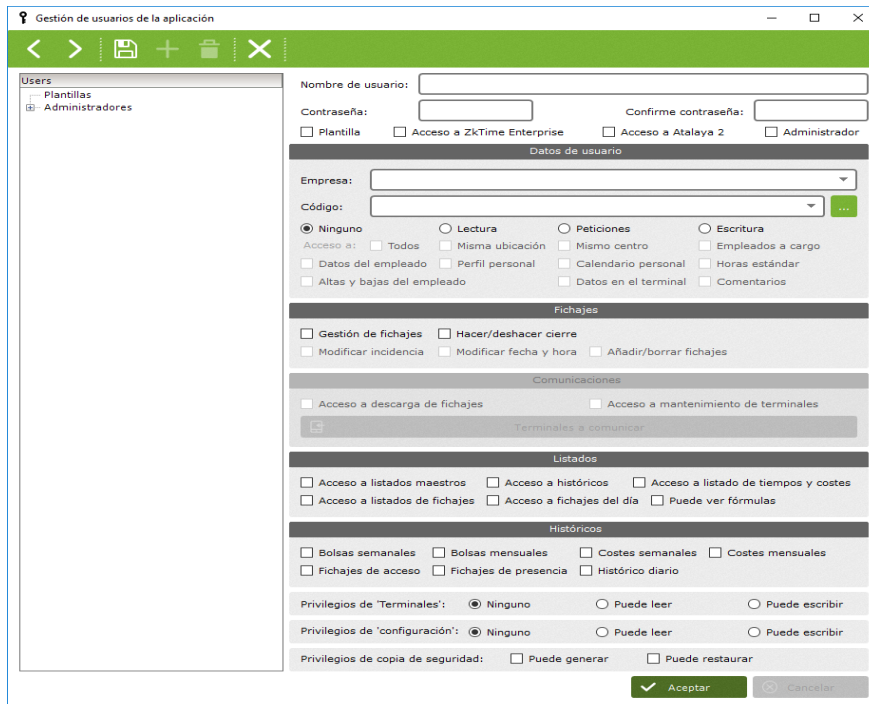 Gestión de usuarios de la aplicación
Users
Plantillas
Administradores
Nombre de usuario:
Contraseña: Confirme contraseña:
Plantilla Acceso a ZkTime Enterprise Acceso a Atalaya 2 Administrador
Datos de usuario
Empresa:
Código: ...
Ninguno Lectura Peticiones Escritura
Acceso a: Todos Misma ubicación Mismo centro Empleados a cargo
Datos del empleado Perfil personal Calendario personal Horas estándar
Altas y bajas del empleado Datos en el terminal Comentarios
Fichajes
Gestión de fichajes Hacer/deshacer cierre
Modificar incidencia Modificar fecha y hora Añadir/borrar fichajes
Comunicaciones
Acceso a descarga de fichajes Acceso a mantenimiento de terminales
Terminales a comunicar
Listados
Acceso a listados maestros Acceso a históricos Acceso a listado de tiempos y costes
Acceso a listados de fichajes Acceso a fichajes del día Puede ver fórmulas
Históricos
Bolsas semanales Bolsas mensuales Costes semanales Costes mensuales
Fichajes de acceso Fichajes de presencia Histórico diario
Privilegios de 'Terminales': Ninguno Puede leer Puede escribir
Privilegios de 'configuración': Ninguno Puede leer Puede escribir
Privilegios de copia de seguridad: Puede generar Puede restaurar
Aceptar Cancelar